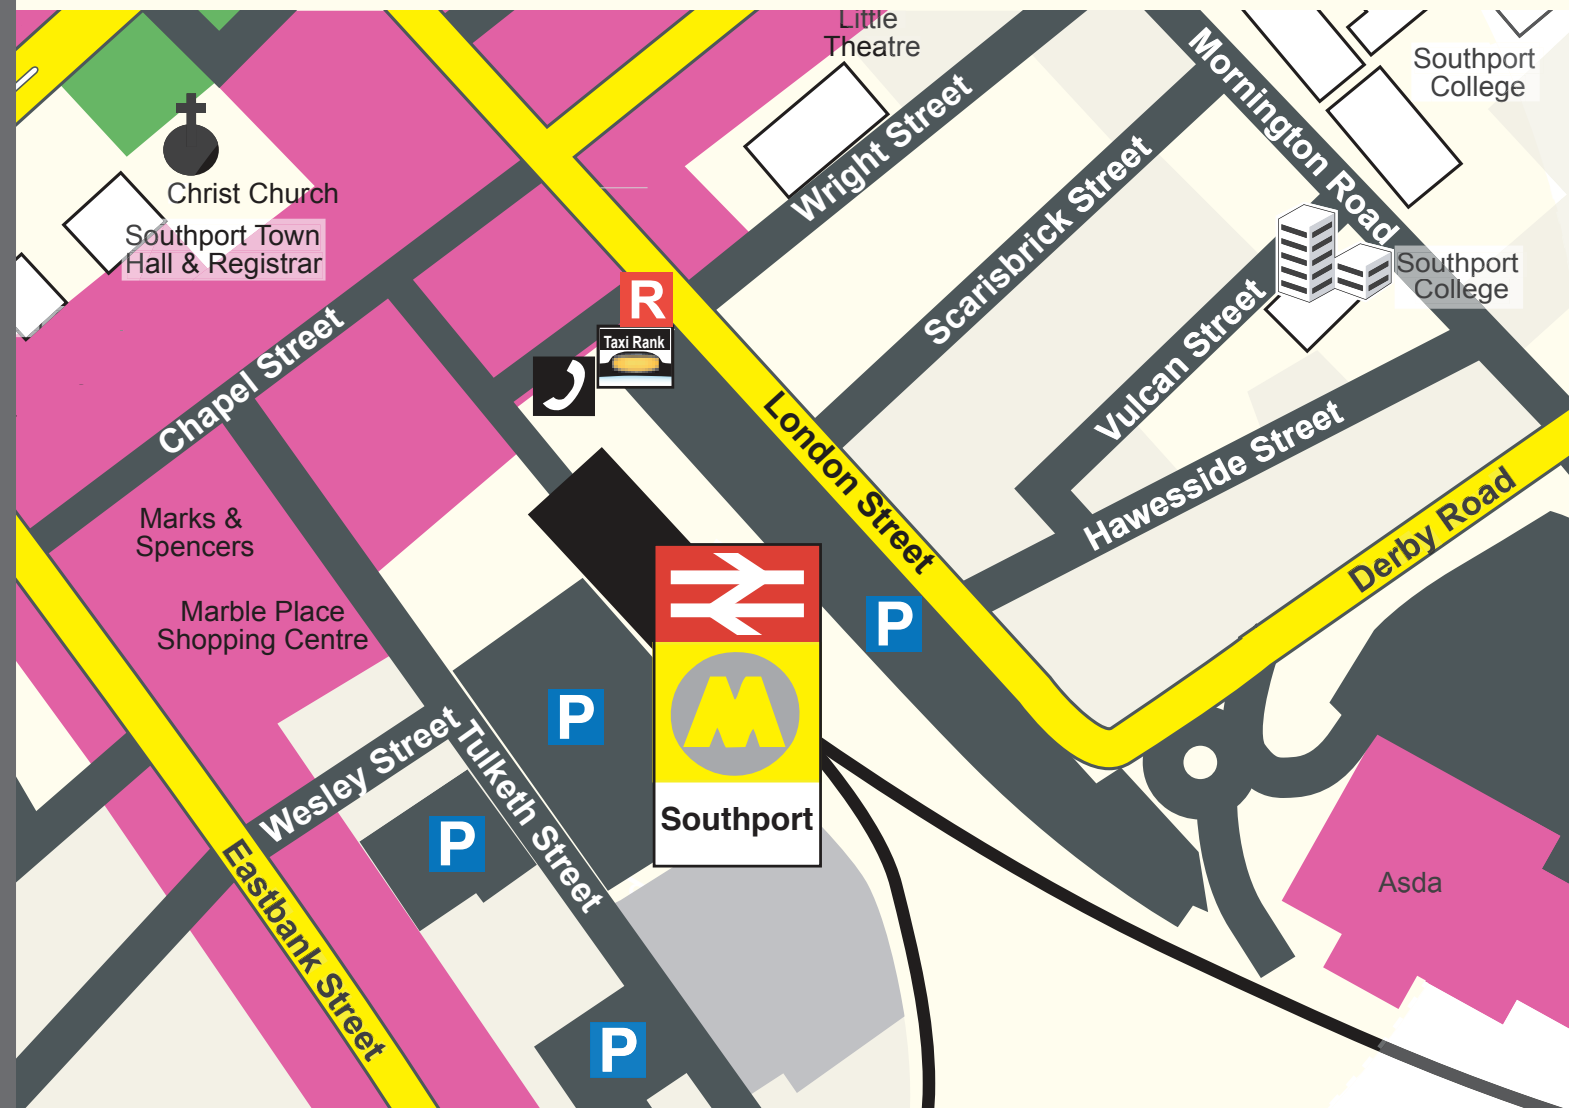 Little
Theatre
Southport
College
Mornington Road
Wright Street
Scarisbrick Street
Christ Church
Southport Town
Hall & Registrar
Southport
College
R
Taxi Rank
Vulcan Street
Chapel Street
London Street
Hawesside Street
Derby Road
Marks &
Spencers
Marble Place
Shopping Centre
P
P
M
Wesley Street
Tulketh Street
Southport
P
Eastbank Street
Asda
P